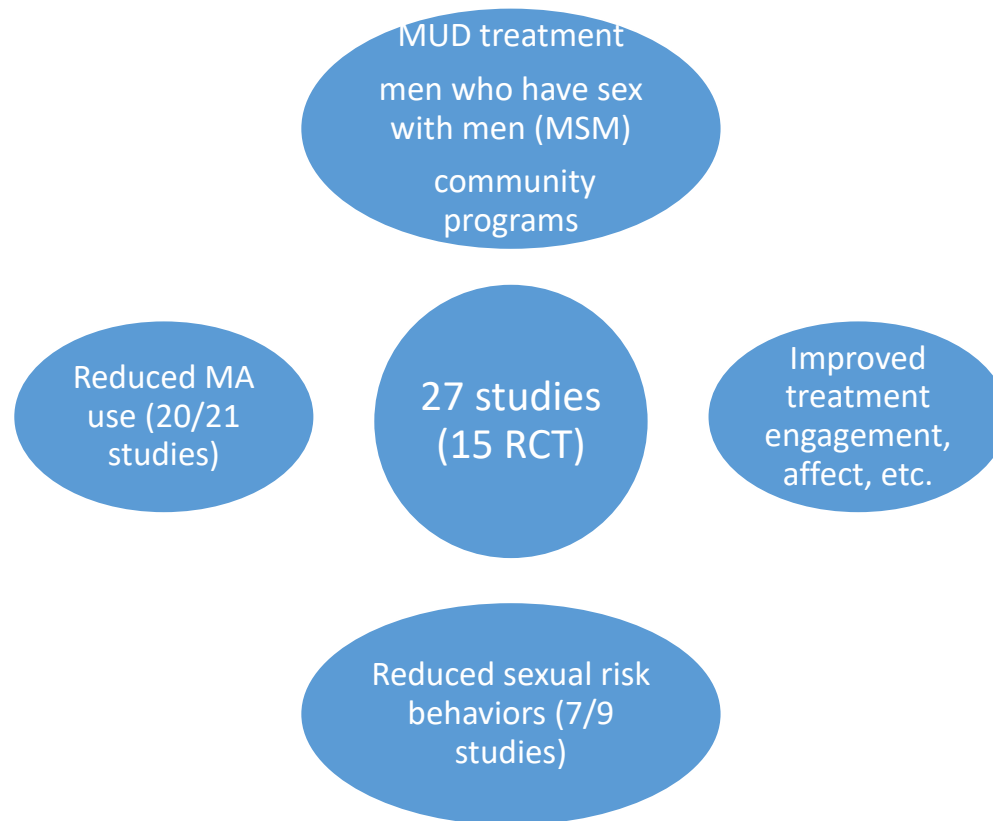 MUD treatment
men who have sex
with men (MSM)
community
programs
Reduced MA
use (20/21
studies)
27 studies
(15 RCT)
Improved
treatment
engagement,
affect, etc.
Reduced sexual risk
behaviors (7/9
studies)